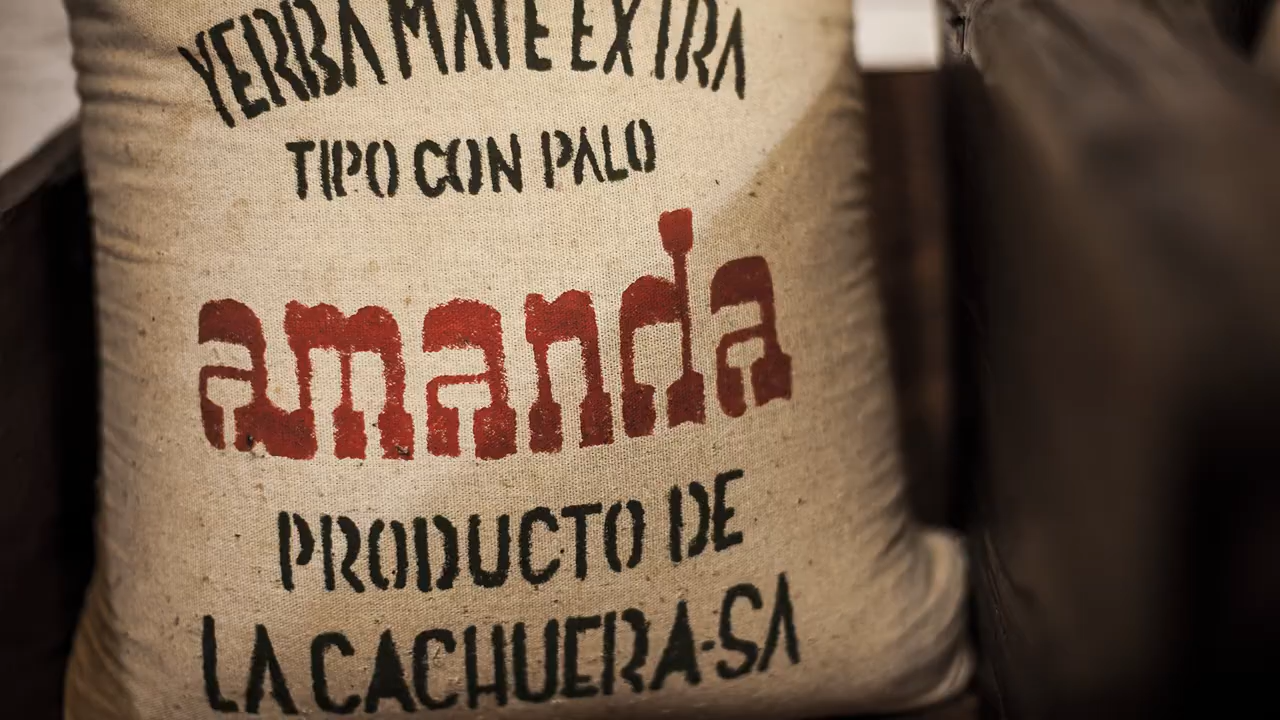 YERBA MATE EXTRA
TIPO CON PALO
amanda
PRODUCTO DE
LA CACHUERA-SA